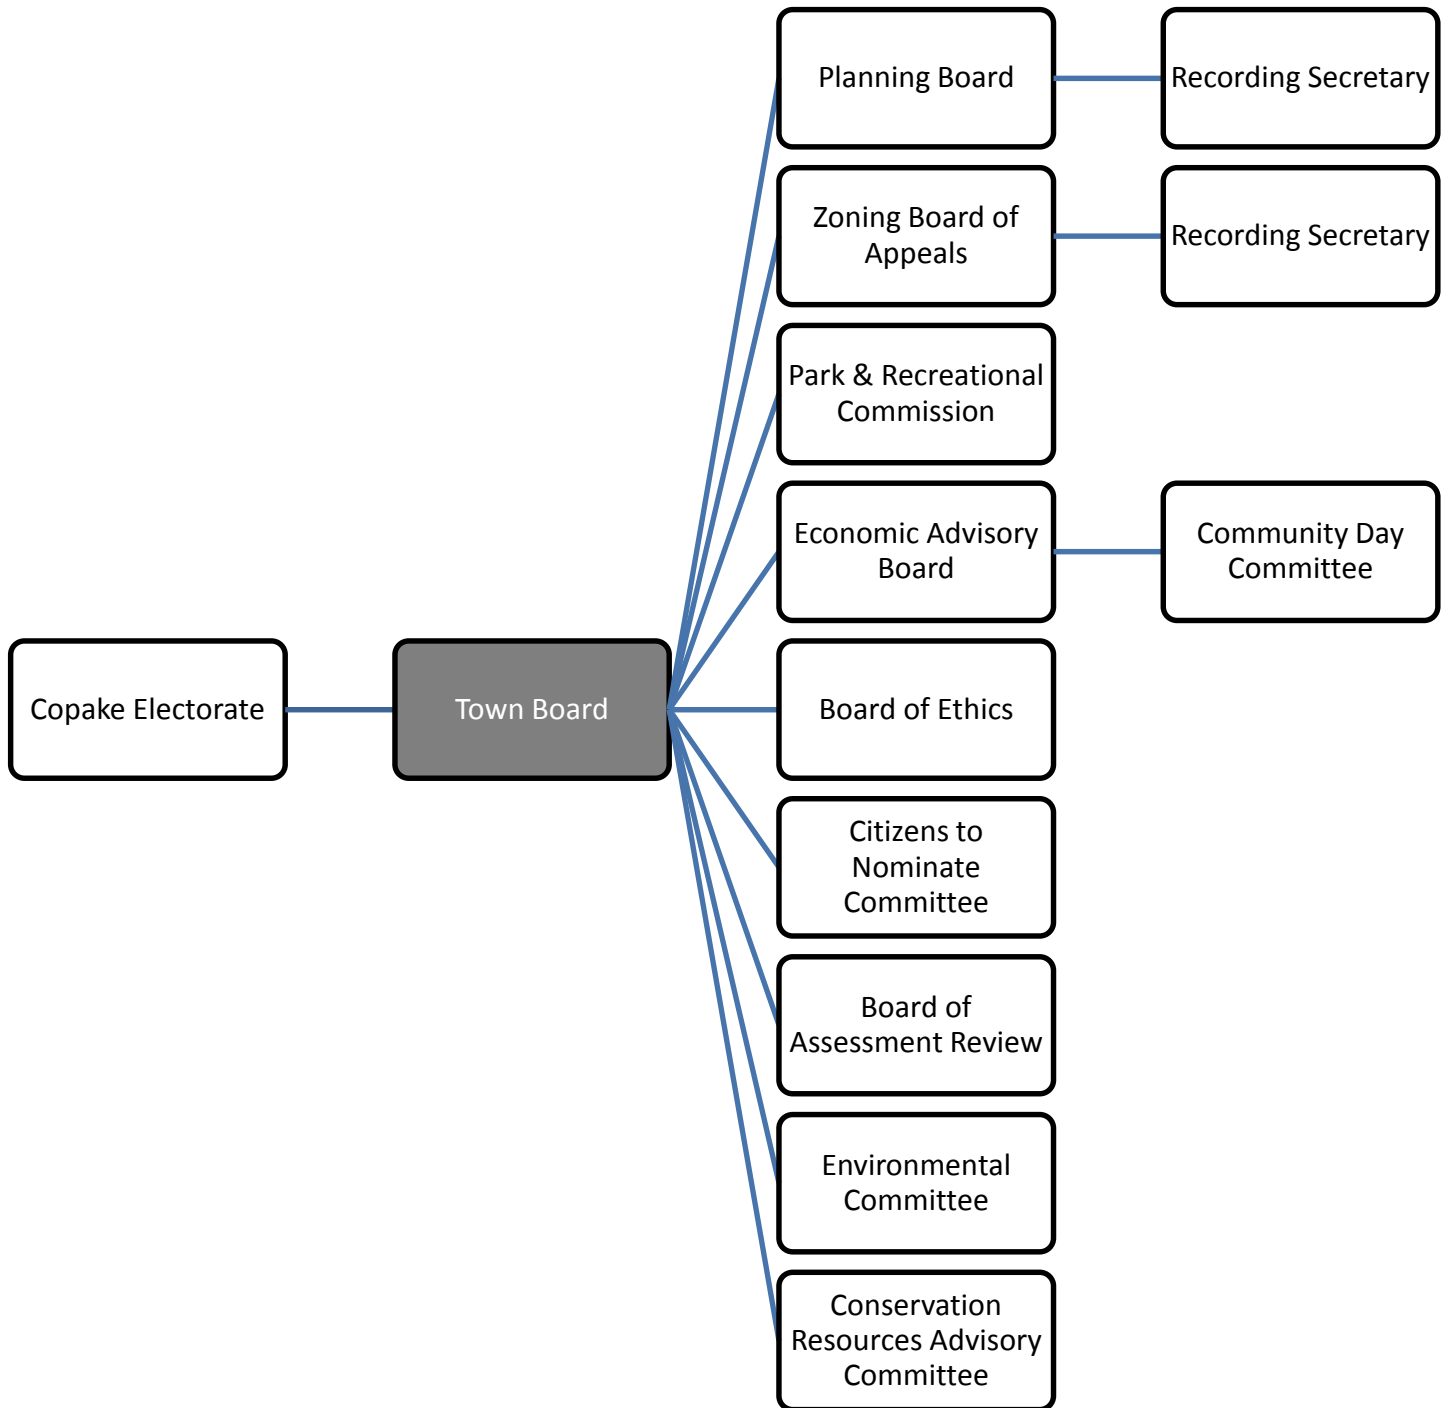 Planning Board
Recording Secretary
Zoning Board of
Appeals
Recording Secretary
Park & Recreational
Commission
Economic Advisory
Board
Community Day
Committee
Copake Electorate
Town Board
Board of Ethics
Citizens to
Nominate
Committee
Board of
Assessment Review
Environmental
Committee
Conservation
Resources Advisory
Committee